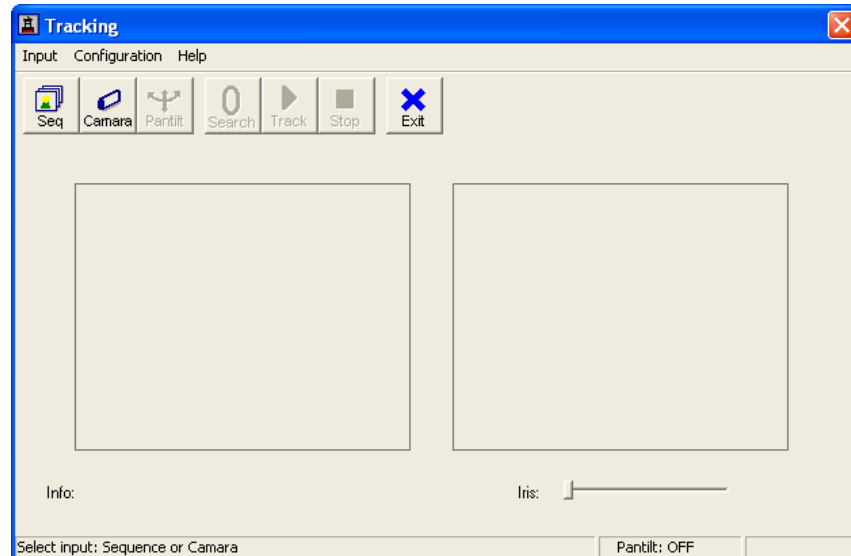 Tracking
Input Configuration Help
Seq Camara Pantilt Search Track Stop Exit
Info: Iris:
Select input: Sequence or Camara Pantilt: OFF